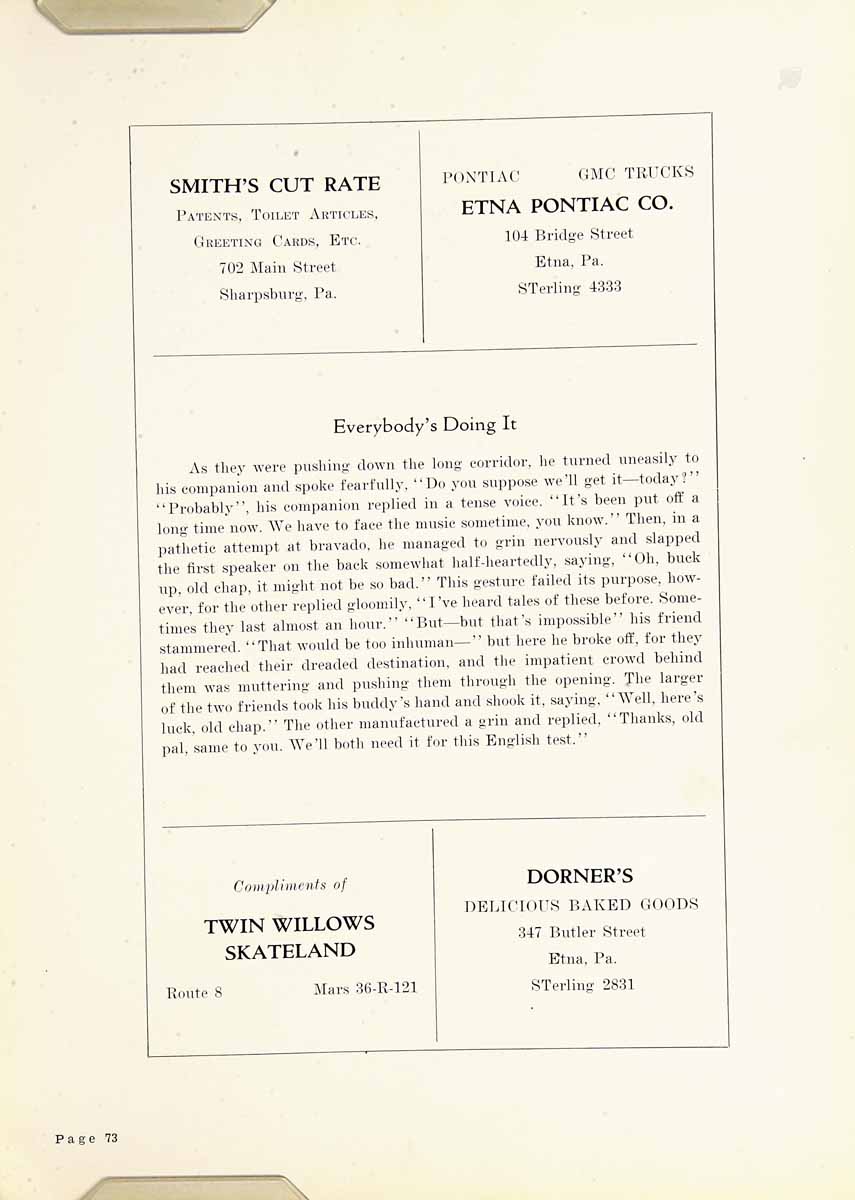 SMITH'S CUT RATE
PATENTS, TOILET ARTICLES,
GREETING CARDS, ETC.
702 Main Street
Sharpsburg, Pa.
PONTIAC GMC TRUCKS
ETNA PONTIAC CO.
104 Bridge Street
Etna, Pa.
STerling 4333
Everybody's Doing It
As they were pushing down the long corridor, he turned uneasily to
his companion and spoke fearfully, "Do you suppose we'll get it—today?"
"Probably", his companion replied in a tense voice. "It's been put off a
long time now. We have to face the music sometime, you know." Then, in a
pathetic attempt at bravado, he managed to grin nervously and slapped
the first speaker on the back somewhat half-heartedly, saying, "Oh, buck
up, old chap, it might not be so bad." This gesture failed its purpose, how-
ever, for the other replied gloomily, "I've heard tales of these before. Some-
times they last almost an hour." "But—but that's impossible" his friend
stammered. "That would be too inhuman—" but here he broke off, for they
had reached their dreaded destination, and the impatient crowd behind
them was muttering and pushing them through the opening. The larger
of the two friends took his buddy's hand and shook it, saying, "Well, here's
luck, old chap." The other manufactured a grin and replied, "Thanks, old
pal, same to you. We'll both need it for this English test."
Compliments of
TWIN WILLOWS
SKATELAND
Route 8 Mars 36-R-121
DORNER'S
DELICIOUS BAKED GOODS
347 Butler Street
Etna, Pa.
STerling 2831
Page 73